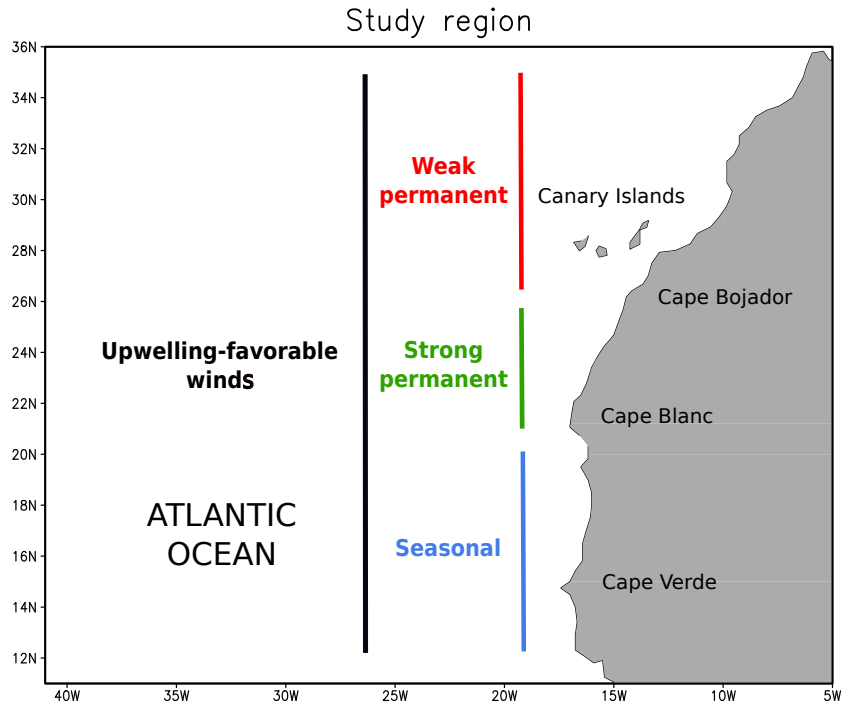 Study region
36N
34N
32N
30N
28N
26N
24N
22N
20N
18N
16N
14N
12N
Weak
permanent
Canary Islands
Cape Bojador
Upwelling-favorable
winds
Strong
permanent
Cape Blanc
ATLANTIC
OCEAN
Seasonal
Cape Verde
40W
35W
30W
25W
20W
15W
10W
5W